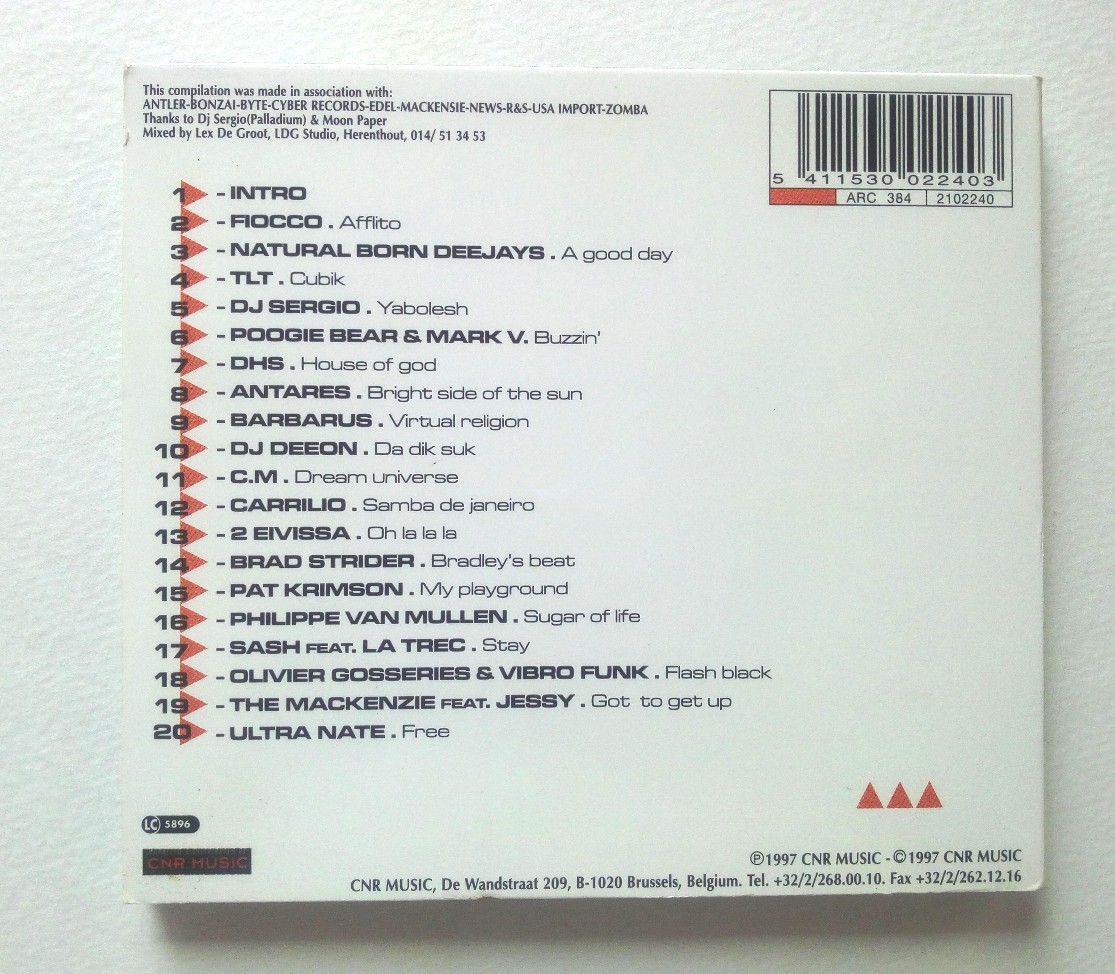 This compilation was made in association with:
ANTLER-BONZAI-BYTE-CYBER RECORDS-EDEL-MACKENSIE-NEWS-R&S-USA IMPORT-ZOMBA
Thanks to Dj Sergio(Palladium) & Moon Paper
Mixed by Lex De Groot, LDG Studio, Herenthout, 014/ 51 34 53
5 411530 022403
ARC 384 2102240
1 - INTRO
2 - FIOCCO . Afflito
3 - NATURAL BORN DEEJAYS . A good day
4 - TLT . Cubik
5 - DJ SERGIO . Yabolesh
6 - POOGIE BEAR & MARK V. Buzzin'
7 - DHS . House of god
8 - ANTARES . Bright side of the sun
9 - BARBARUS . Virtual religion
10 - DJ DEEON . Da dik suk
11 - C.M . Dream universe
12 - CARRILIO . Samba de janeiro
13 - 2 EIVISSA . Oh la la la
14 - BRAD STRIDER . Bradley's beat
15 - PAT KRIMSON . My playground
16 - PHILIPPE VAN MULLEN . Sugar of life
17 - SASH FEAT. LA TREC . Stay
18 - OLIVIER GOSSERIES & VIBRO FUNK . Flash black
19 - THE MACKENZIE FEAT. JESSY . Got to get up
20 - ULTRA NATE . Free
LC 5896
CNR MUSIC
℗1997 CNR MUSIC - ©1997 CNR MUSIC
CNR MUSIC, De Wandstraat 209, B-1020 Brussels, Belgium. Tel. +32/2/268.00.10. Fax +32/2/262.12.16